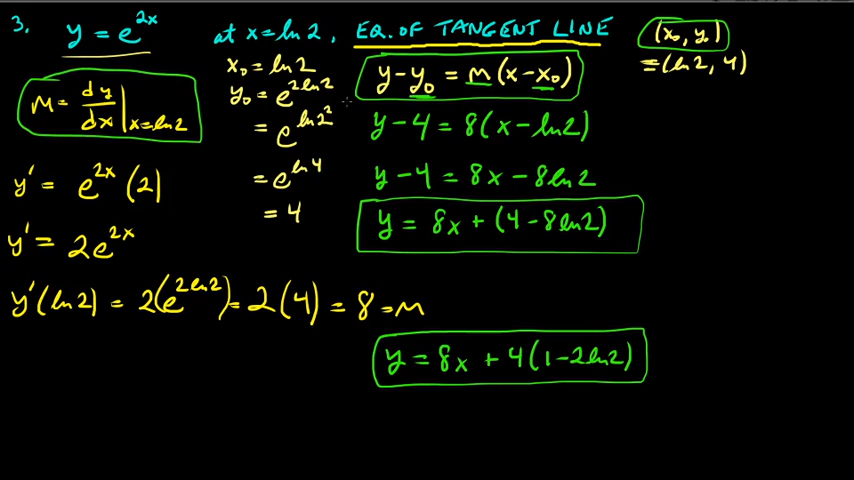 3. y = e^{2x} at x = ln 2, EQ. OF TANGENT LINE
(x₀, y₀)
= (ln 2, 4)
m = dy/dx |ₓ₌ln2
x₀ = ln 2
y₀ = e^{2 ln 2}
= e^{ln 2²}
= e^{ln 4}
= 4
y - y₀ = m(x - x₀)
y - 4 = 8(x - ln 2)
y - 4 = 8x - 8 ln 2
y = 8x + (4 - 8 ln 2)
y' = e^{2x} (2)
y' = 2e^{2x}
y'(ln 2) = 2(e^{2 ln 2}) = 2(4) = 8 = m
y = 8x + 4(1 - 2 ln 2)